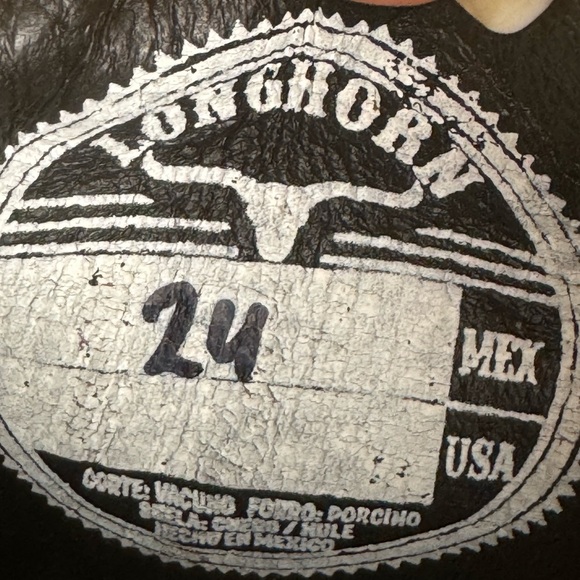 LONGHORN
24 MEX
USA
CORTE: VACUNO FORRO: PORCINO
SUELA: CUERO / HULE
HECHO EN MEXICO